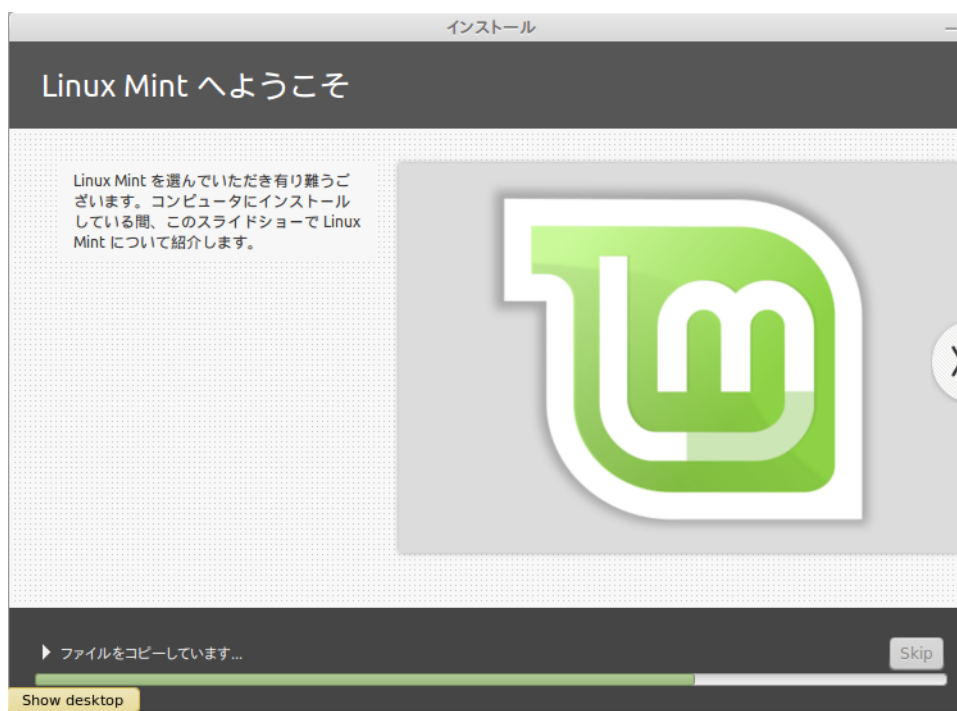 インストール
Linux Mint へようこそ
Linux Mint を選んでいただき有り難うご
ざいます。コンピュータにインストール
している間、このスライドショーで Linux
Mint について紹介します。
ファイルをコピーしています...
Skip
Show desktop